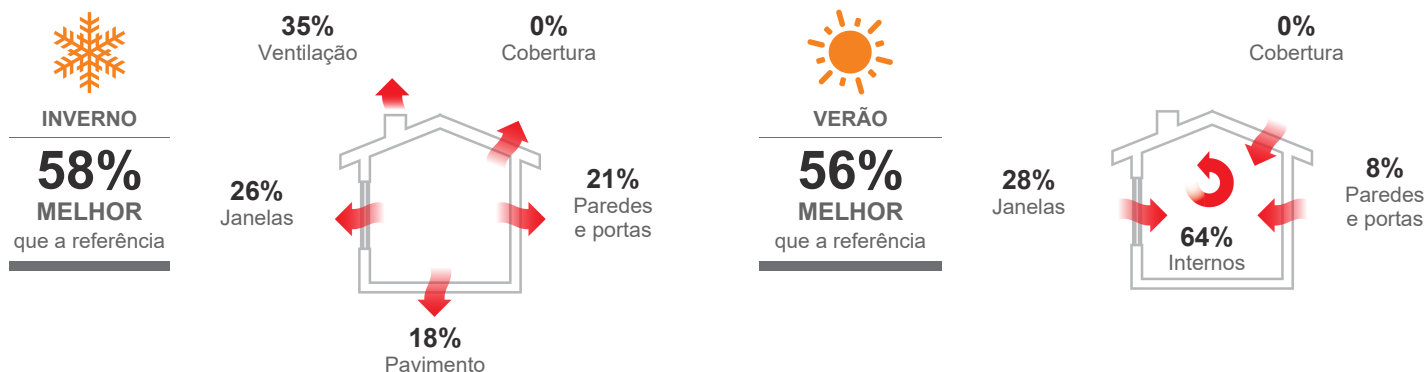 INVERNO
58%
MELHOR
que a referência
35%
Ventilação
0%
Cobertura
26%
Janelas
21%
Paredes
e portas
18%
Pavimento
VERÃO
56%
MELHOR
que a referência
0%
Cobertura
28%
Janelas
8%
Paredes
e portas
64%
Internos